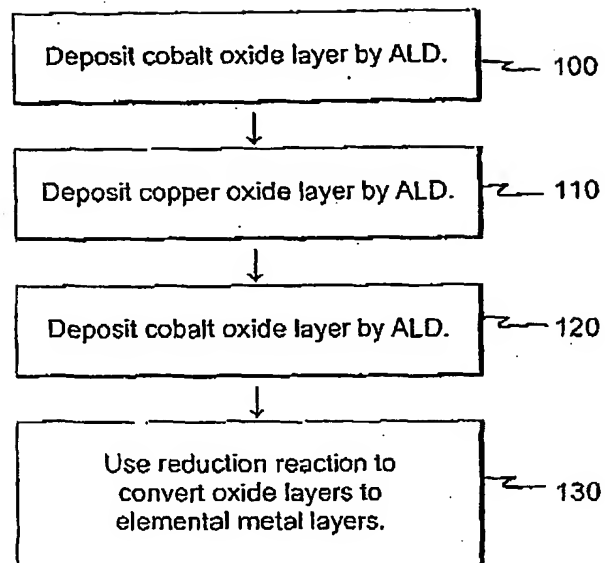 Deposit cobalt oxide layer by ALD.
100
Deposit copper oxide layer by ALD.
110
Deposit cobalt oxide layer by ALD.
120
Use reduction reaction to
convert oxide layers to
elemental metal layers.
130